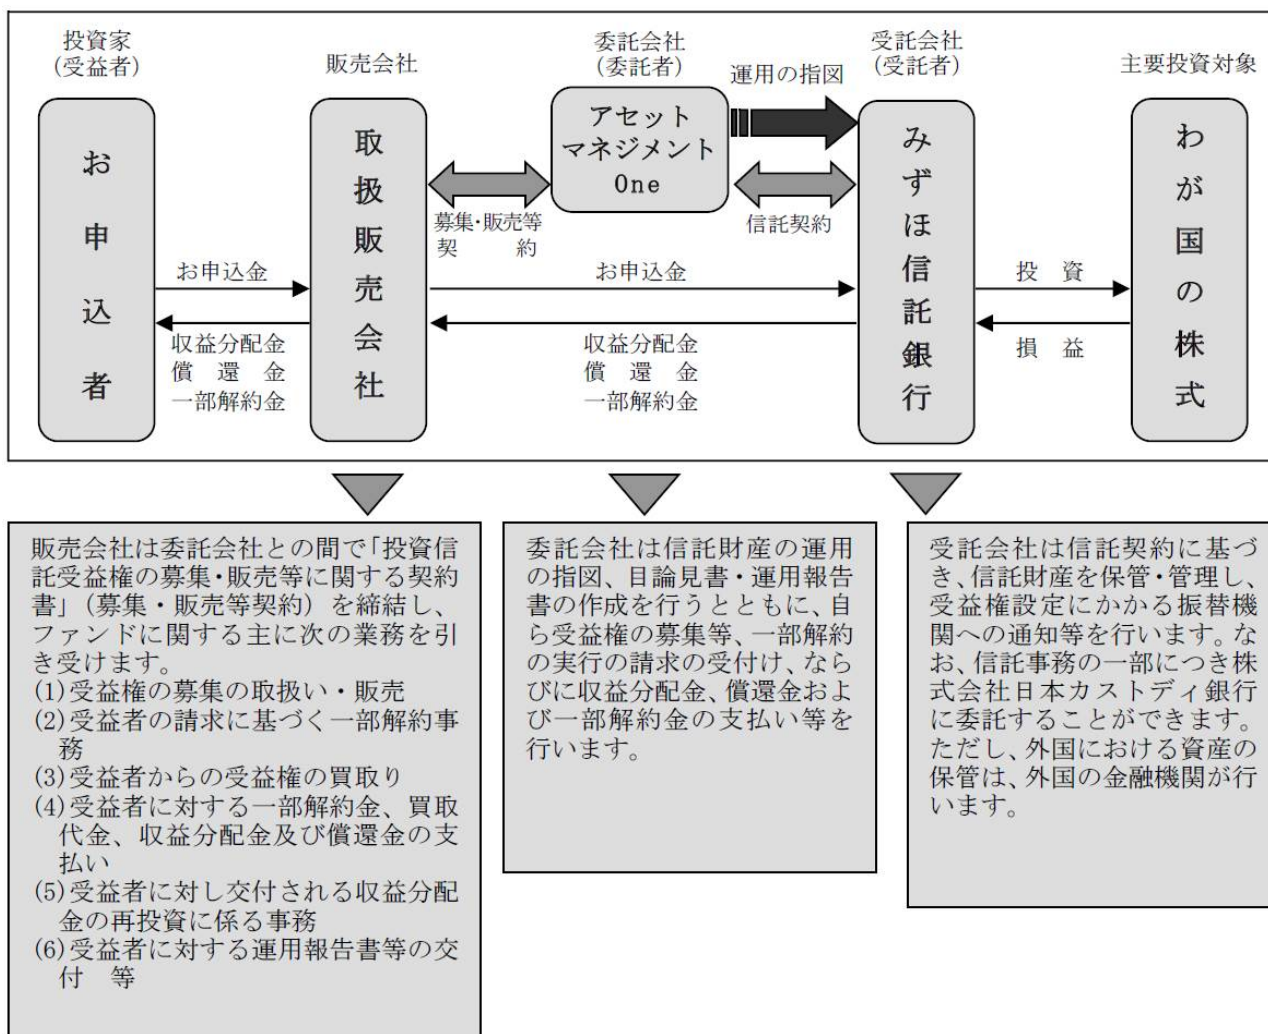 投資家
(受益者)
販売会社
委託会社
(委託者)
運用の指図
受託会社
(受託者)
主要投資対象
お申込者
取扱販売会社
アセット
マネジメント
One
みずほ信託銀行
わが国の株式
募集・販売等
契　　約
信託契約
お申込金
お申込金
投　資
収益分配金
償　還　金
一部解約金
収益分配金
償　還　金
一部解約金
損　益
販売会社は委託会社との間で「投資信
託受益権の募集・販売等に関する契約
書」（募集・販売等契約）を締結し、
ファンドに関する主に次の業務を引
き受けます。
(1)受益権の募集の取扱い・販売
(2)受益者の請求に基づく一部解約事
務
(3)受益者からの受益権の買取り
(4)受益者に対する一部解約金、買取
代金、収益分配金及び償還金の支
払い
(5)受益者に対し交付される収益分配
金の再投資に係る事務
(6)受益者に対する運用報告書等の交
付　等
委託会社は信託財産の運用
の指図、目論見書・運用報告
書の作成を行うとともに、自
ら受益権の募集等、一部解約
の実行の請求の受付け、なら
びに収益分配金、償還金およ
び一部解約金の支払い等を
行います。
受託会社は信託契約に基づ
き、信託財産を保管・管理し、
受益権設定にかかる振替機
関への通知等を行います。な
お、信託事務の一部につき株
式会社日本カストディ銀行
に委託することができます。
ただし、外国における資産の
保管は、外国の金融機関が行
います。